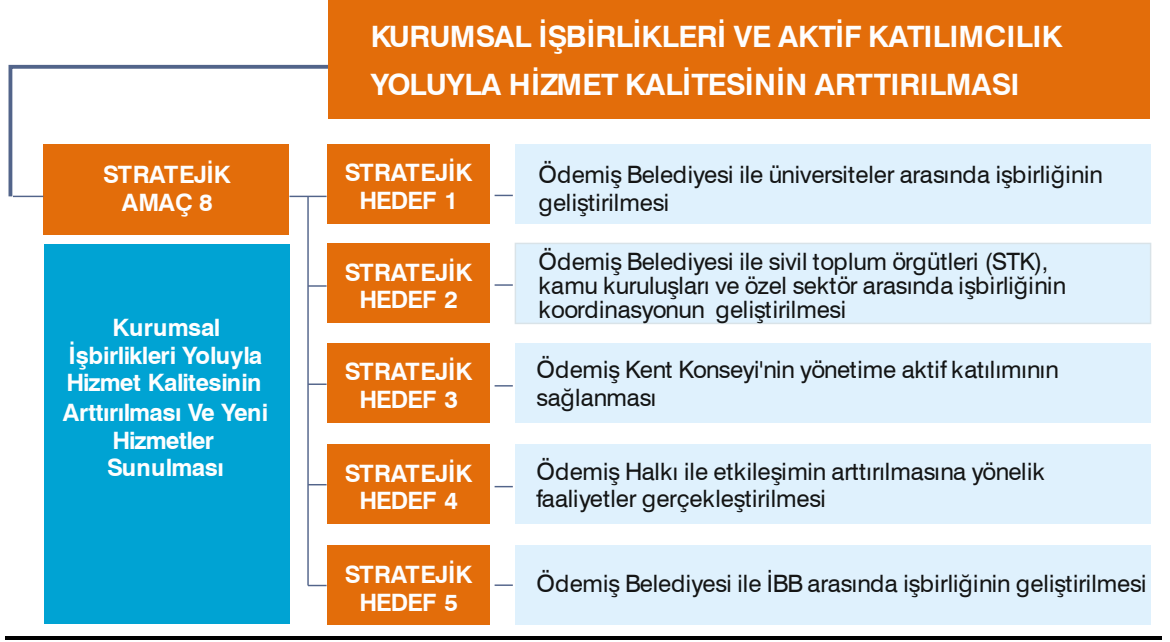 KURUMSAL İŞBİRLİKLERİ VE AKTİF KATILIMCILIK
YOLUYLA HİZMET KALİTESİNİN ARTTIRILMASI
STRATEJİK
AMAÇ 8
Kurumsal
İşbirlikleri Yoluyla
Hizmet Kalitesinin
Arttırılması Ve Yeni
Hizmetler
Sunulması
STRATEJİK
HEDEF 1
Ödemiş Belediyesi ile üniversiteler arasında işbirliğinin
geliştirilmesi
STRATEJİK
HEDEF 2
Ödemiş Belediyesi ile sivil toplum örgütleri (STK),
kamu kuruluşları ve özel sektör arasında işbirliğinin
koordinasyonun geliştirilmesi
STRATEJİK
HEDEF 3
Ödemiş Kent Konseyi'nin yönetime aktif katılımının
sağlanması
STRATEJİK
HEDEF 4
Ödemiş Halkı ile etkileşimin arttırılmasına yönelik
faaliyetler gerçekleştirilmesi
STRATEJİK
HEDEF 5
Ödemiş Belediyesi ile İBB arasında işbirliğinin geliştirilmesi